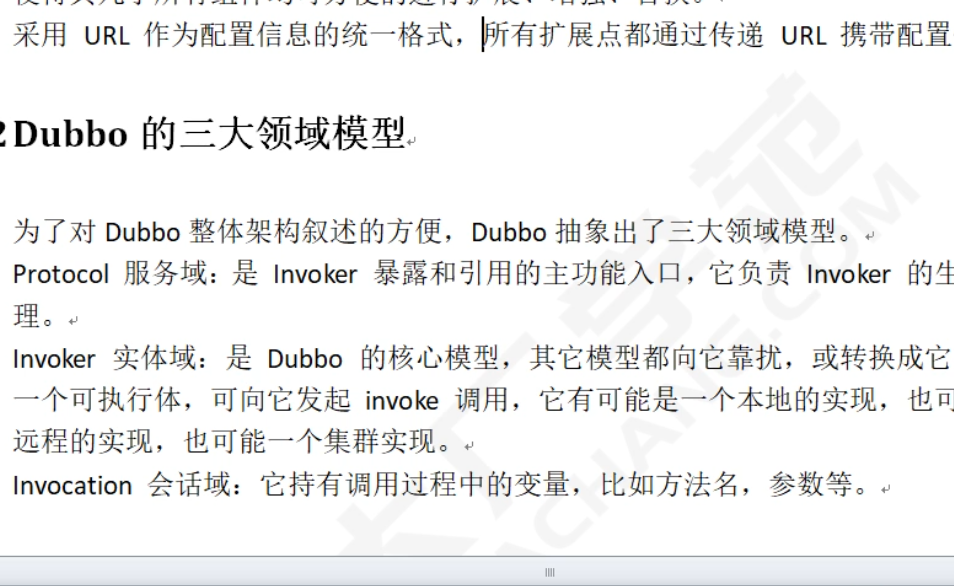 采用 URL 作为配置信息的统一格式，所有扩展点都通过传递 URL 携带配置
2 Dubbo 的三大领域模型
为了对 Dubbo 整体架构叙述的方便，Dubbo 抽象出了三大领域模型。
Protocol 服务域：是 Invoker 暴露和引用的主功能入口，它负责 Invoker 的生
理。
Invoker 实体域：是 Dubbo 的核心模型，其它模型都向它靠扰，或转换成它
一个可执行体，可向它发起 invoke 调用，它有可能是一个本地的实现，也可
远程的实现，也可能一个集群实现。
Invocation 会话域：它持有调用过程中的变量，比如方法名，参数等。